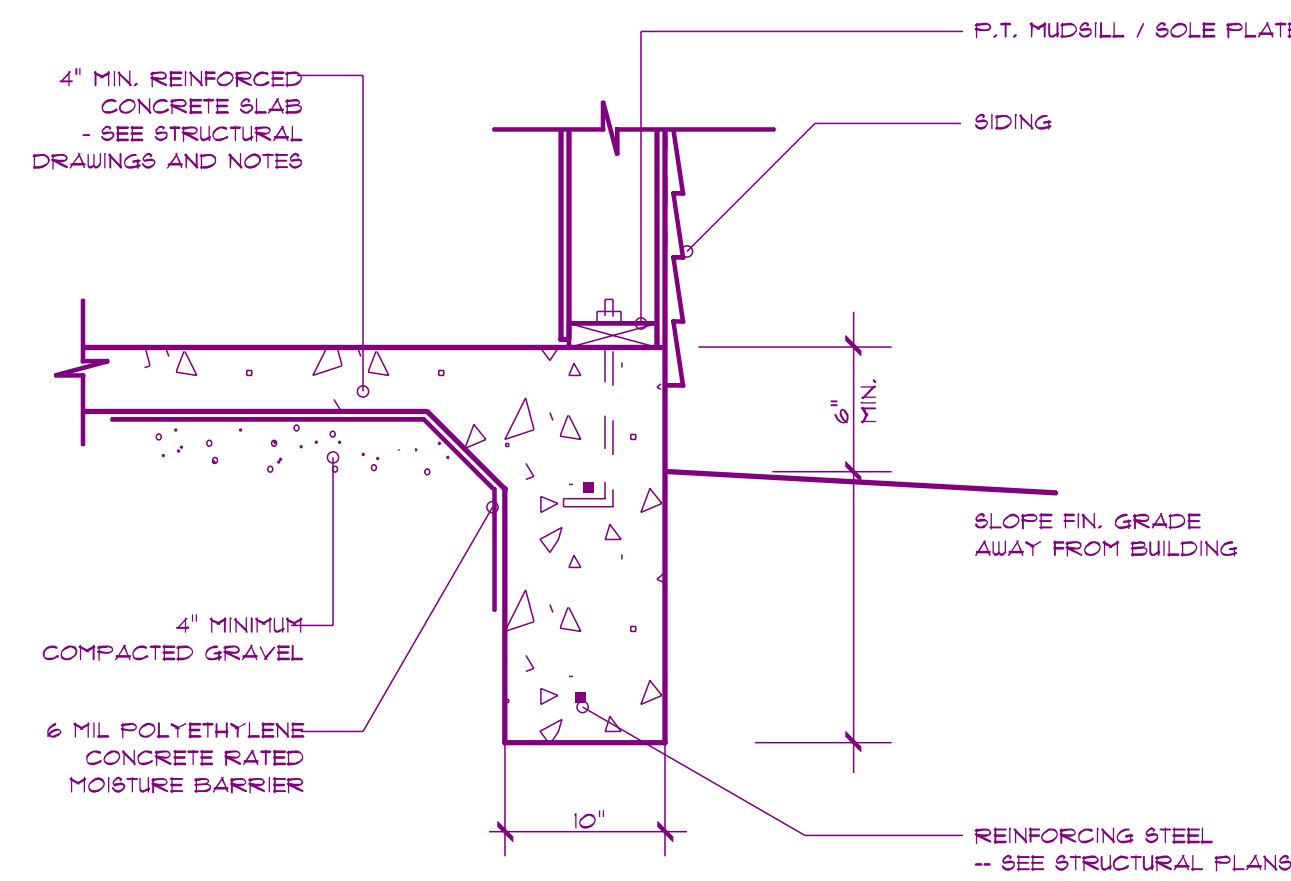 P.T. MUDSILL / SOLE PLATE
4" MIN. REINFORCED
CONCRETE SLAB
- SEE STRUCTURAL
DRAWINGS AND NOTES
SIDING
6"
MIN.
SLOPE FIN. GRADE
AWAY FROM BUILDING
4" MINIMUM
COMPACTED GRAVEL
6 MIL POLYETHYLENE
CONCRETE RATED
MOISTURE BARRIER
10"
REINFORCING STEEL
-- SEE STRUCTURAL PLANS